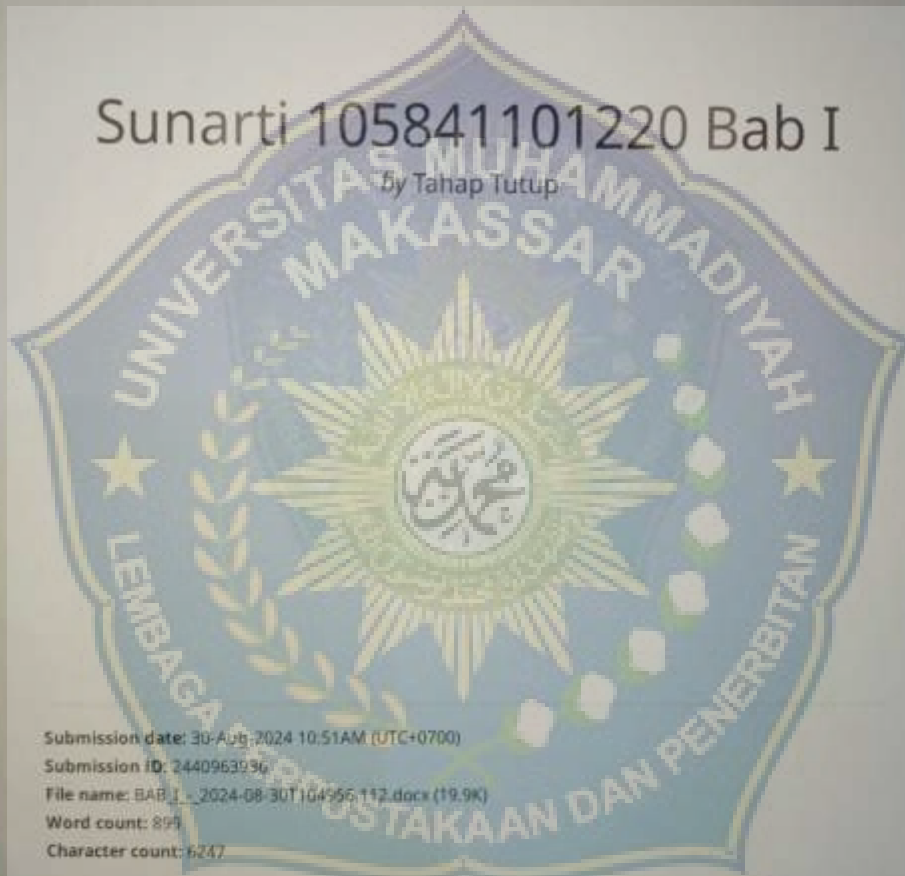 Sunarti 105841101220 Bab I
by Tahap Tutup
UNIVERSITAS MUHAMMADIYAH
MAKASSAR
LEMBAGA PERPUSTAKAAN DAN PENERBITAN
Submission date: 30-Aug-2024 10:51AM (UTC+0700)
Submission ID: 2440963936
File name: BAB_I_-_2024-08-30T104956.112.docx (19.9K)
Word count: 899
Character count: 6247